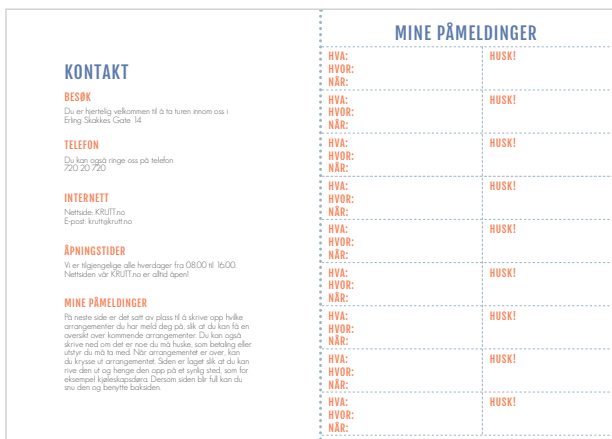 KONTAKT
BESØK
Du er hjertelig velkommen til å ta turen innom oss i
Erling Skakkes Gate 14
TELEFON
Du kan også ringe oss på telefon
720 20 720
INTERNETT
Nettside: KRUTT.no
E-post: krutt@krutt.no
ÅPNINGSTIDER
Vi er tilgjengelige alle hverdager fra 08.00 til 16.00.
Nettsiden vår KRUTT.no er alltid åpen!
MINE PÅMELDINGER
På neste side er det satt av plass til å skrive opp hvilke
arrangementer du har meld deg på, slik at du kan få en
oversikt over kommende arrangementer. Du kan også
skrive ned om det er noe du må huske, som betaling eller
utstyr du må ta med. Når arrangementet er over, kan
du krysse ut arrangementet. Siden er laget slik at du kan
rive den ut og henge den opp på et synlig sted, som for
eksempel kjøleskapsdøra. Dersom siden blir full kan du
snu den og benytte baksiden.
MINE PÅMELDINGER
HVA: HUSK!
HVOR:
NÅR:
HVA: HUSK!
HVOR:
NÅR:
HVA: HUSK!
HVOR:
NÅR:
HVA: HUSK!
HVOR:
NÅR:
HVA: HUSK!
HVOR:
NÅR:
HVA: HUSK!
HVOR:
NÅR:
HVA: HUSK!
HVOR:
NÅR:
HVA: HUSK!
HVOR:
NÅR:
HVA: HUSK!
HVOR:
NÅR: